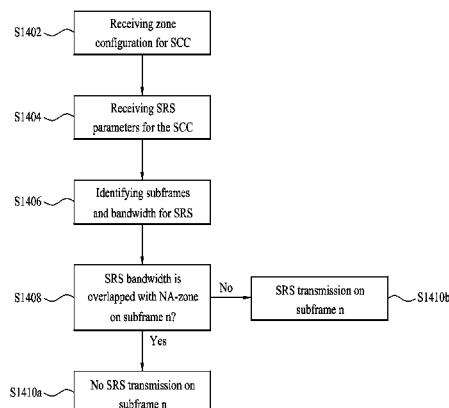 S1402
Receiving zone
configuration for SCC
S1404
Receiving SRS
parameters for the SCC
S1406
Identifying subframes
and bandwidth for SRS
S1408
SRS bandwidth is
overlapped with NA-zone
on subframe n?
No
SRS transmission on
subframe n
S1410b
Yes
S1410a
No SRS transmission on
subframe n